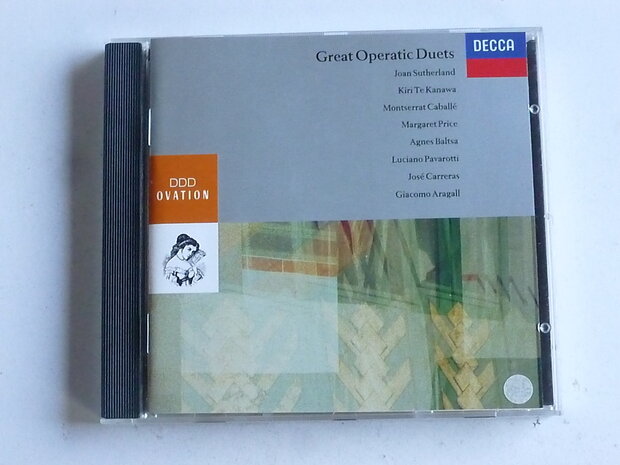 Great Operatic Duets
DECCA
Joan Sutherland
Kiri Te Kanawa
Montserrat Caballé
Margaret Price
Agnes Baltsa
Luciano Pavarotti
José Carreras
Giacomo Aragall
DDD
OVATION